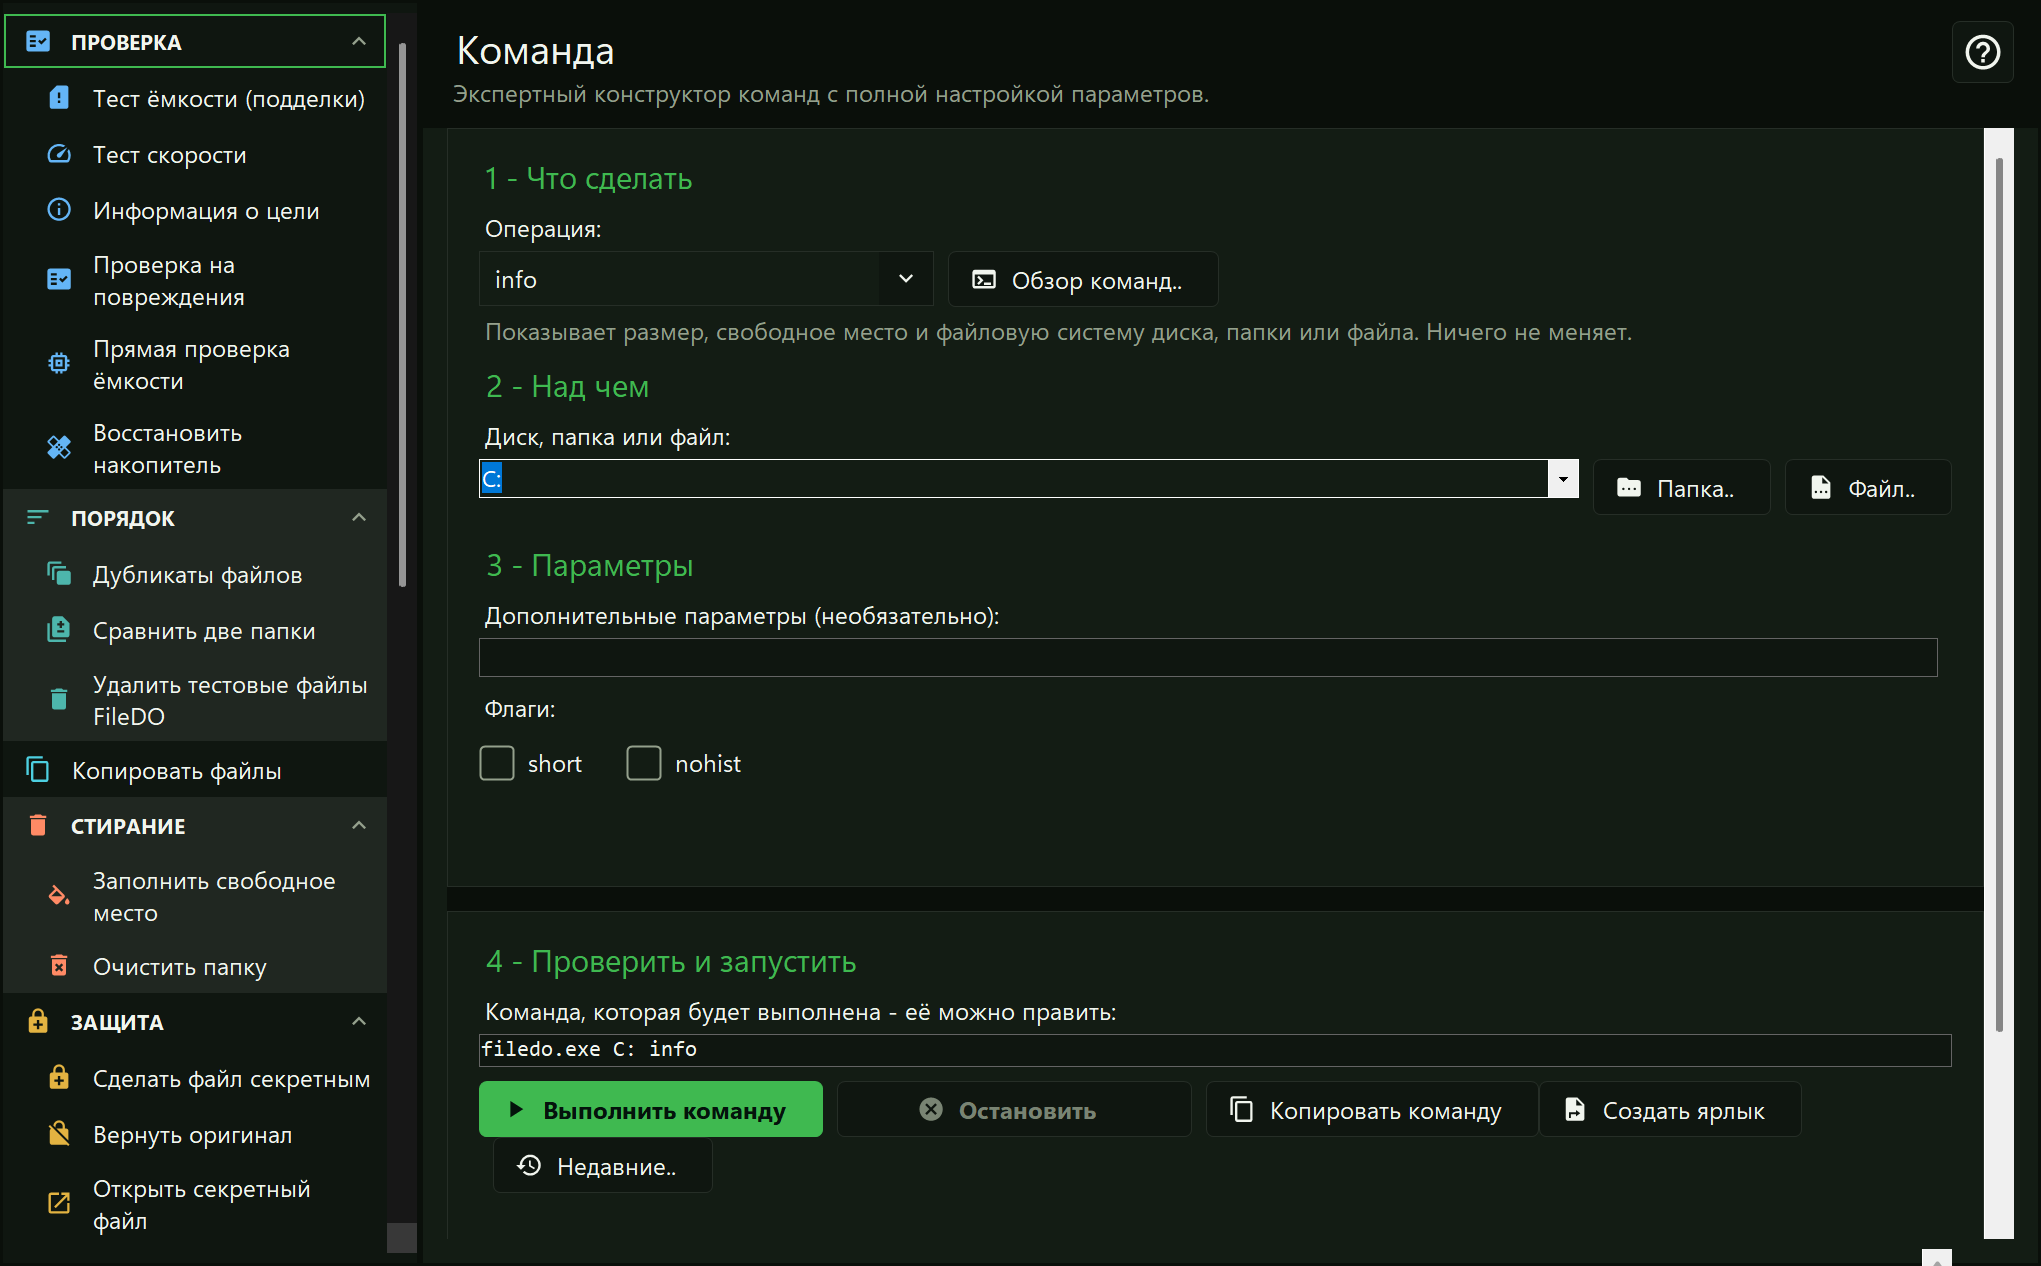 ПРОВЕРКА
Тест ёмкости (подделки)
Тест скорости
Информация о цели
Проверка на
повреждения
Прямая проверка
ёмкости
Восстановить
накопитель
ПОРЯДОК
Дубликаты файлов
Сравнить две папки
Удалить тестовые файлы
FileDO
Копировать файлы
СТИРАНИЕ
Заполнить свободное
место
Очистить папку
ЗАЩИТА
Сделать файл секретным
Вернуть оригинал
Открыть секретный
файл
Команда
Экспертный конструктор команд с полной настройкой параметров.
1 - Что сделать
Операция:
info
Обзор команд..
Показывает размер, свободное место и файловую систему диска, папки или файла. Ничего не меняет.
2 - Над чем
Диск, папка или файл:
C:
Папка..
Файл..
3 - Параметры
Дополнительные параметры (необязательно):
Флаги:
short
nohist
4 - Проверить и запустить
Команда, которая будет выполнена - её можно править:
filedo.exe C: info
Выполнить команду
Остановить
Копировать команду
Создать ярлык
Недавние..